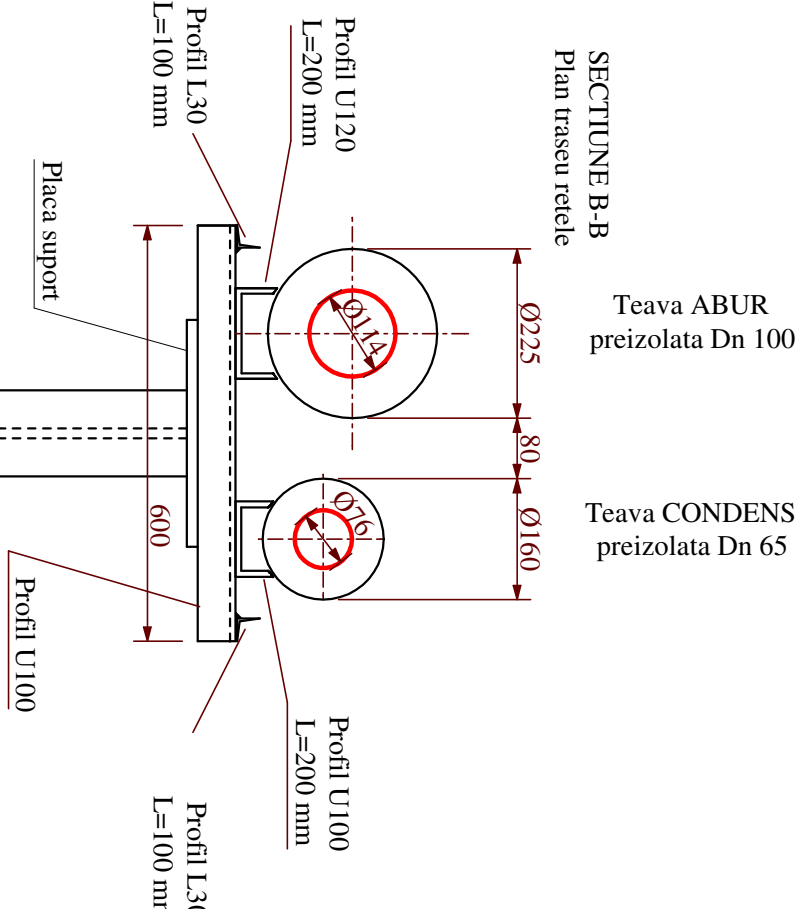 Teava ABUR
preizolata Dn 100
Teava CONDENS
preizolata Dn 65
SECTIUNE B-B
Plan traseu retele
Ø225
80
Ø160
Ø114
Ø76
Profil U120
L=200 mm
Profil L30
L=100 mm
Placa suport
600
Profil U100
Profil U100
L=200 mm
Profil L30
L=100 mm